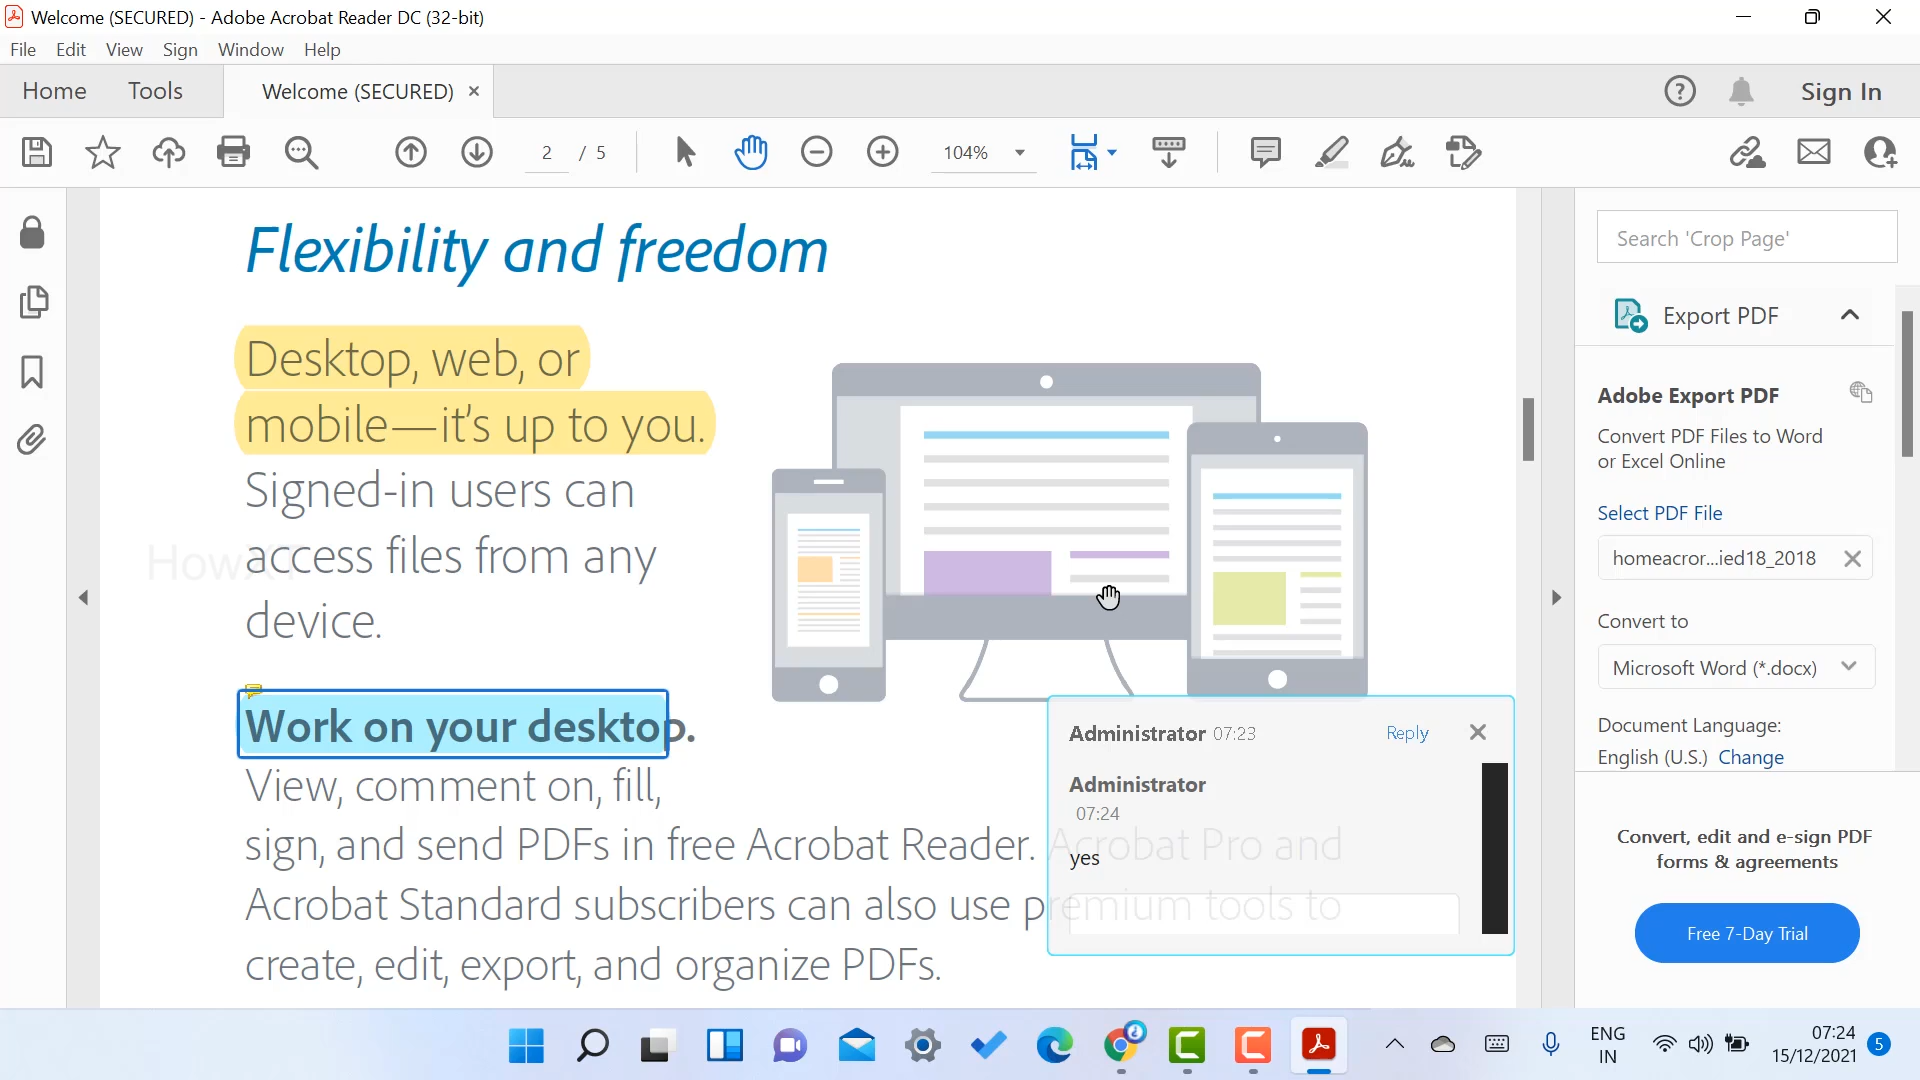 Welcome (SECURED) - Adobe Acrobat Reader DC (32-bit)
File Edit View Sign Window Help
Home Tools Welcome (SECURED) Sign In
2 / 5 104%
Flexibility and freedom
Desktop, web, or
mobile—it's up to you.
Signed-in users can
access files from any
device.
HowXT
Work on your desktop.
View, comment on, fill,
sign, and send PDFs in free Acrobat Reader. Acrobat Pro and
Acrobat Standard subscribers can also use premium tools to
create, edit, export, and organize PDFs.
Administrator 07:23 Reply
Administrator
07:24
yes
Search 'Crop Page'
Export PDF
Adobe Export PDF
Convert PDF Files to Word
or Excel Online
Select PDF File
homeacror...ied18_2018
Convert to
Microsoft Word (*.docx)
Document Language:
English (U.S.) Change
Convert, edit and e-sign PDF
forms & agreements
Free 7-Day Trial
ENG
IN
07:24
15/12/2021
5